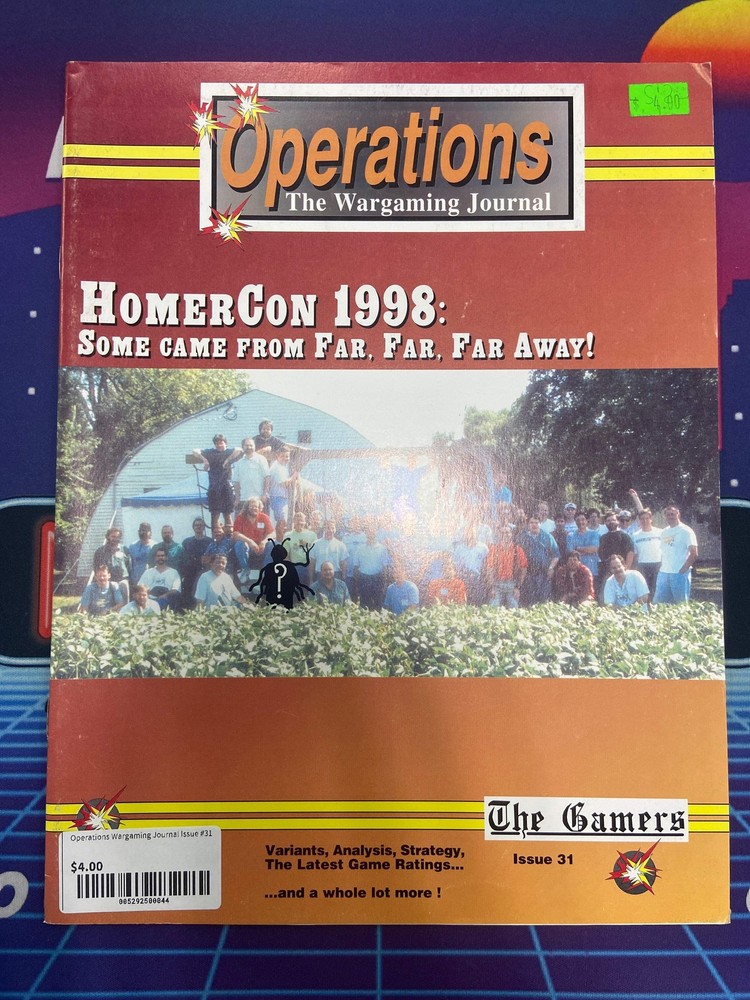 $4.00
Operations
The Wargaming Journal
HomerCon 1998:
Some came from Far, Far, Far Away!
?
The Gamers
Operations Wargaming Journal Issue #31
$4.00
005292500044
Variants, Analysis, Strategy,
The Latest Game Ratings...
...and a whole lot more !
Issue 31